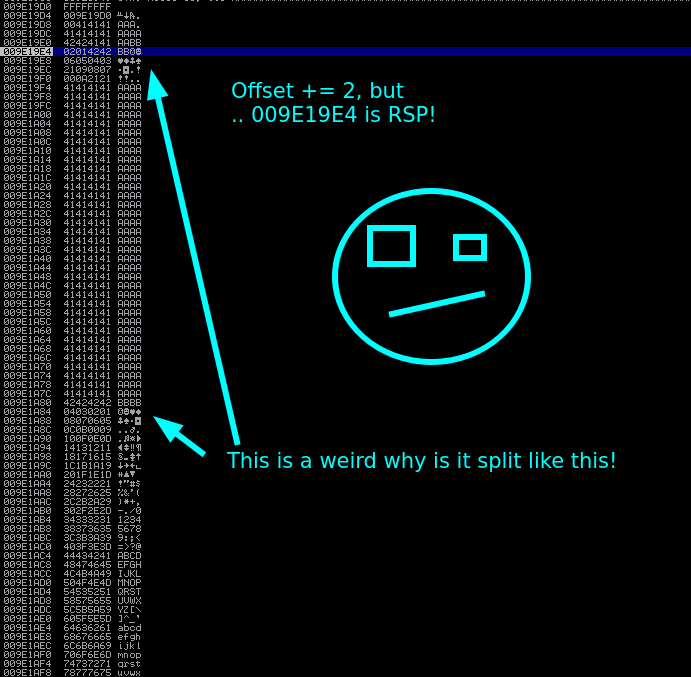 009E19D0 FFFFFFFF
009E19D4 009E19D0 ╨↓₧.
009E19D8 00414141 AAA.
009E19DC 41414141 AAAA
009E19E0 42424141 AABB
009E19E4 02014242 BB☺☻
009E19E8 06050403 ♥♦♣♠
009E19EC 21090807 •◘.!
009E19F0 000A2121 !!..
009E19F4 41414141 AAAA
009E19F8 41414141 AAAA
009E19FC 41414141 AAAA
009E1A00 41414141 AAAA
009E1A04 41414141 AAAA
009E1A08 41414141 AAAA
009E1A0C 41414141 AAAA
009E1A10 41414141 AAAA
009E1A14 41414141 AAAA
009E1A18 41414141 AAAA
009E1A1C 41414141 AAAA
009E1A20 41414141 AAAA
009E1A24 41414141 AAAA
009E1A28 41414141 AAAA
009E1A2C 41414141 AAAA
009E1A30 41414141 AAAA
009E1A34 41414141 AAAA
009E1A38 41414141 AAAA
009E1A3C 41414141 AAAA
009E1A40 41414141 AAAA
009E1A44 41414141 AAAA
009E1A48 41414141 AAAA
009E1A4C 41414141 AAAA
009E1A50 41414141 AAAA
009E1A54 41414141 AAAA
009E1A58 41414141 AAAA
009E1A5C 41414141 AAAA
009E1A60 41414141 AAAA
009E1A64 41414141 AAAA
009E1A68 41414141 AAAA
009E1A6C 41414141 AAAA
009E1A70 41414141 AAAA
009E1A74 41414141 AAAA
009E1A78 41414141 AAAA
009E1A7C 41414141 AAAA
009E1A80 42424242 BBBB
009E1A84 04030201 ☺☻♥♦
009E1A88 08070605 ♣♠•◘
009E1A8C 0C0B0009 ..♂.
009E1A90 100F0E0D .♫☼►
009E1A94 14131211 ◄↕‼¶
009E1A98 18171615 §▬↨↑
009E1A9C 1C1B1A19 ↓→←∟
009E1AA0 201F1E1D ↔▲▼
009E1AA4 24232221 !"#$
009E1AA8 28272625 %&'(
009E1AAC 2C2B2A29 )*+,
009E1AB0 302F2E2D -./0
009E1AB4 34333231 1234
009E1AB8 38373635 5678
009E1ABC 3C3B3A39 9:;<
009E1AC0 403F3E3D =>?@
009E1AC4 44434241 ABCD
009E1AC8 48474645 EFGH
009E1ACC 4C4B4A49 IJKL
009E1AD0 504F4E4D MNOP
009E1AD4 54535251 QRST
009E1AD8 58575655 UVWX
009E1ADC 5C5B5A59 YZ[\
009E1AE0 605F5E5D ]^_`
009E1AE4 64636261 abcd
009E1AE8 68676665 efgh
009E1AEC 6C6B6A69 ijkl
009E1AF0 706F6E6D mnop
009E1AF4 74737271 qrst
009E1AF8 78777675 uvwx
Offset += 2, but
.. 009E19E4 is RSP!
This is a weird why is it split like this!